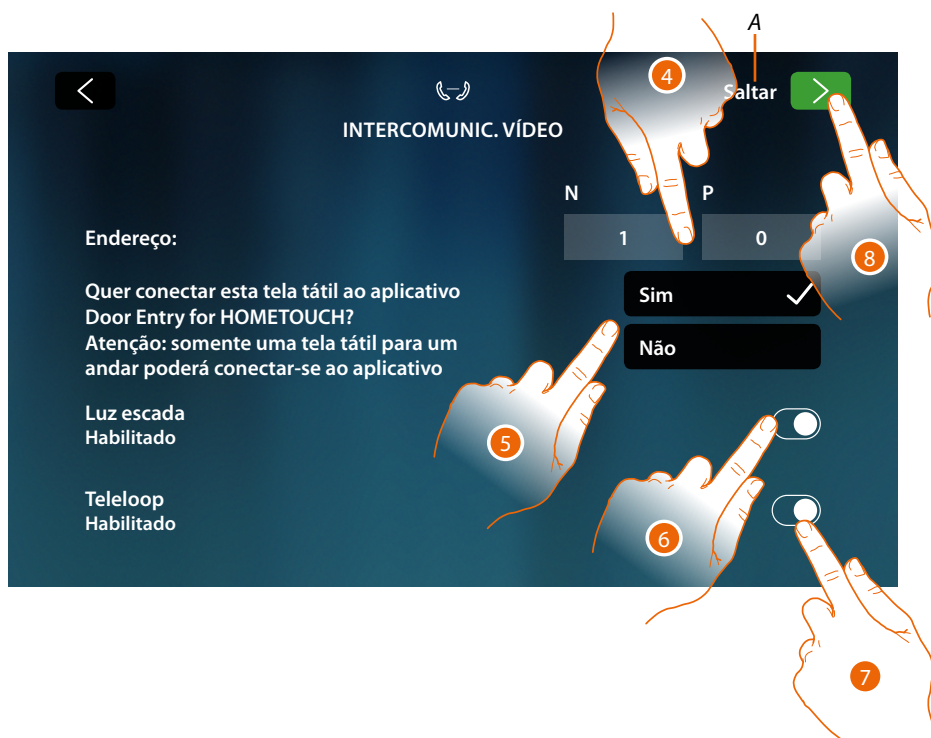 A
4
Saltar
INTERCOMUNIC. VÍDEO
N
P
Endereço:
1
0
8
Quer conectar esta tela tátil ao aplicativo
Door Entry for HOMETOUCH?
Atenção: somente uma tela tátil para um
andar poderá conectar-se ao aplicativo
Sim
Não
5
Luz escada
Habilitado
6
Teleloop
Habilitado
7